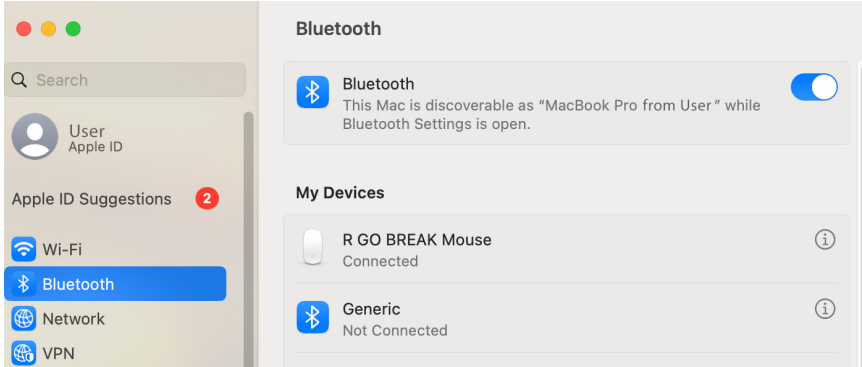 Bluetooth
Search
Bluetooth
This Mac is discoverable as “MacBook Pro from User” while
Bluetooth Settings is open.
User
Apple ID
Apple ID Suggestions 2
My Devices
Wi-Fi
Bluetooth
Network
VPN
R GO BREAK Mouse
Connected
Generic
Not Connected